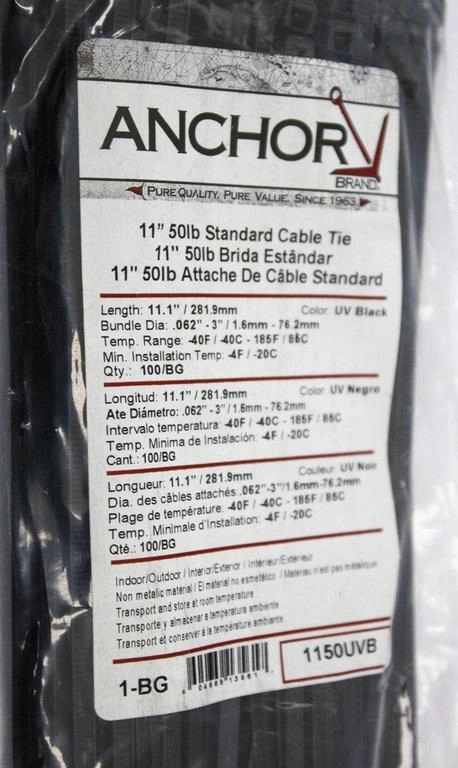 ANCHOR
BRAND
PURE QUALITY. PURE VALUE. SINCE 1963.
11" 50lb Standard Cable Tie
11" 50lb Brida Estándar
11" 50lb Attache De Câble Standard
Length: 11.1" / 281.9mm Color: UV Black
Bundle Dia: .062" - 3" / 1.6mm - 76.2mm
Temp. Range: -40F / -40C - 185F / 85C
Min. Installation Temp. -4F / -20C
Qty.: 100/BG
Longitud: 11.1" / 281.9mm Color: UV Negro
Ate Diámetro: .062" - 3" / 1.6mm - 76.2mm
Intervalo temperatura: -40F / -40C - 185F / 85C
Temp. Minima de Instalación: -4F / -20C
Cant.: 100/BG
Longueur: 11.1" / 281.9mm Couleur: UV Noir
Dia. des câbles attachés .062"-3"/1.6mm-76.2mm
Plage de température: -40F / -40C - 185F / 85C
Temp. Minimale d'Installation: -4F / -20C
Qté.: 100/BG
Indoor/Outdoor / Interior/Exterior / Intérieur/Extérieur
Non metallic material / El material no esmetálico / Matériau n'est pas métallique
Transport and store at room temperature
Transporte y almacenar a temperatura ambiente
Transport et conserver à la température ambiante
1-BG 1150UVB